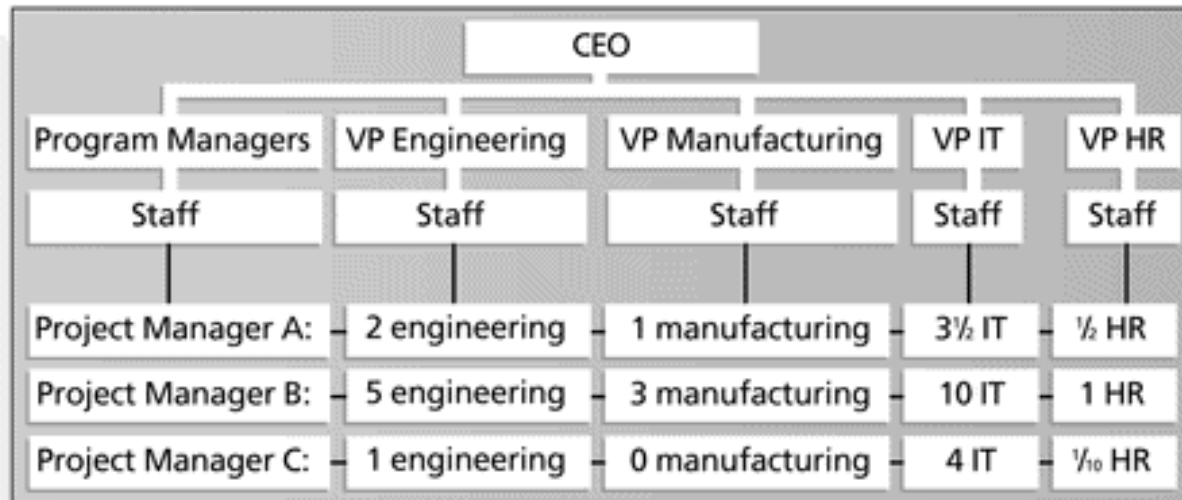 CEO
Program Managers VP Engineering VP Manufacturing VP IT VP HR
Staff Staff Staff Staff Staff
Project Manager A: 2 engineering 1 manufacturing 3½ IT ½ HR
Project Manager B: 5 engineering 3 manufacturing 10 IT 1 HR
Project Manager C: 1 engineering 0 manufacturing 4 IT 1/10 HR